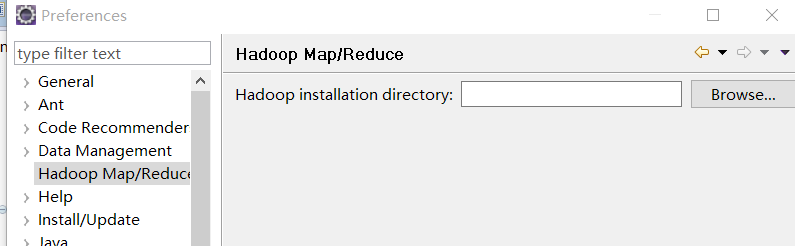 Preferences
type filter text
General
Ant
Code Recommender
Data Management
Hadoop Map/Reduce
Help
Install/Update
Java
Hadoop Map/Reduce
Hadoop installation directory:
Browse...